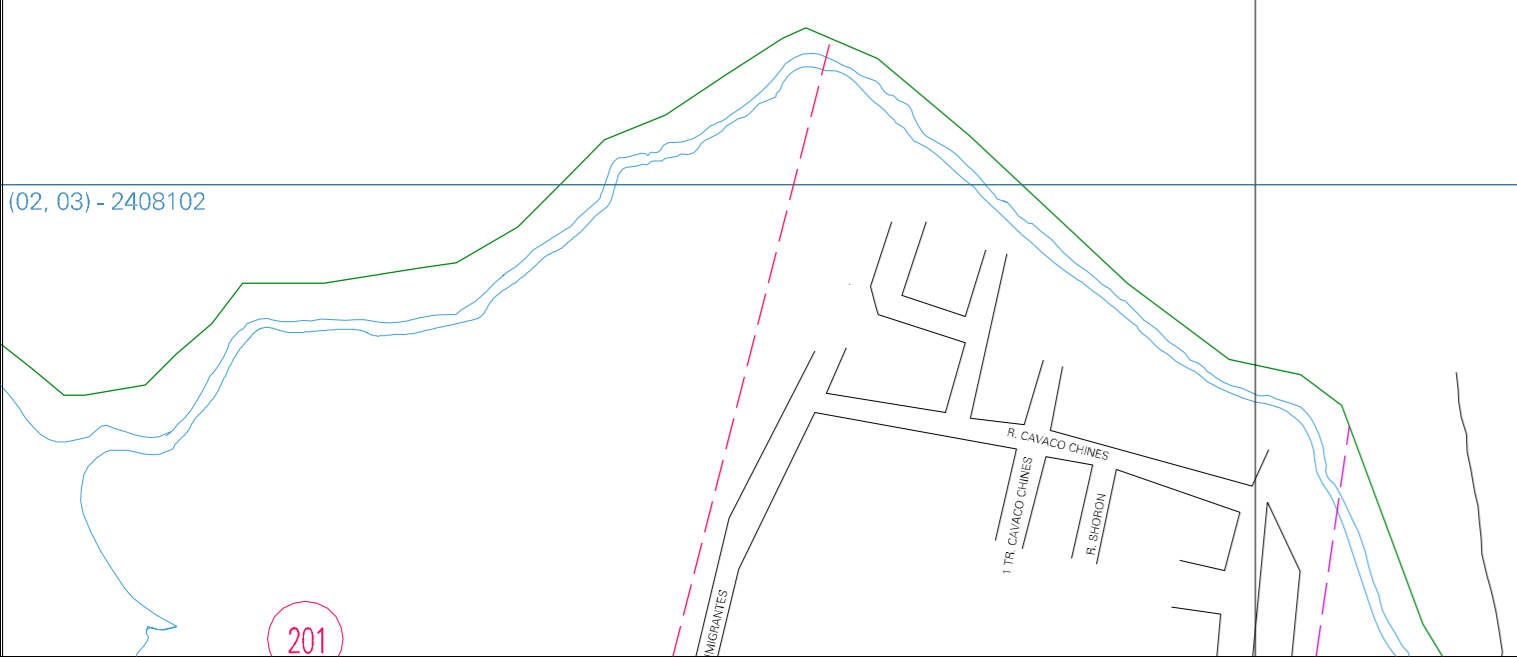 (02, 03) - 2408102
R. CAVACO CHINES
1 TR. CAVACO CHINES
R. SHORON
MIGRANTES
201